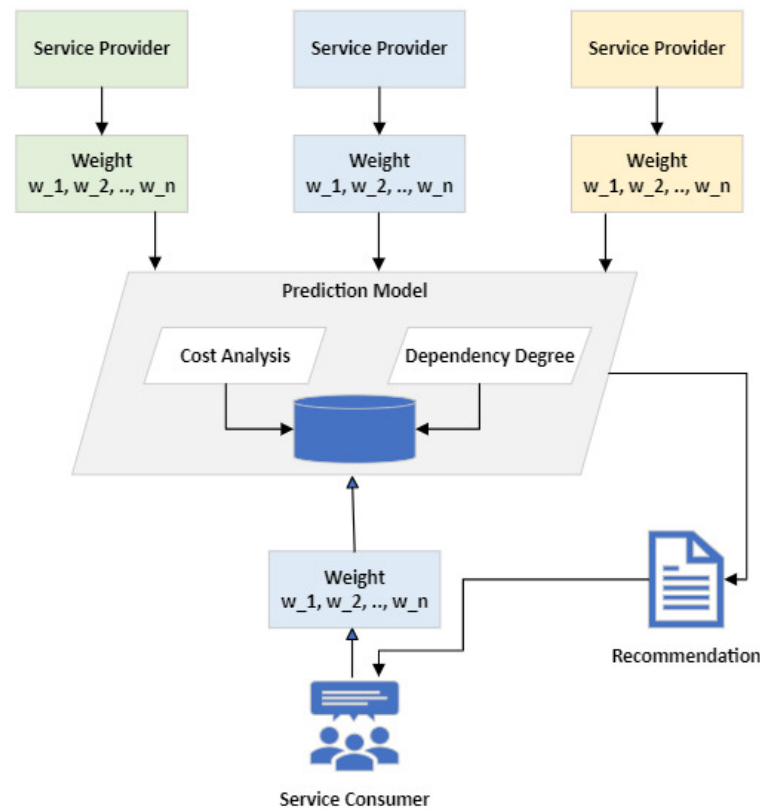 Service Provider
Service Provider
Service Provider
Weight
w_1, w_2, .., w_n
Weight
w_1, w_2, .., w_n
Weight
w_1, w_2, .., w_n
Prediction Model
Cost Analysis
Dependency Degree
Weight
w_1, w_2, .., w_n
Recommendation
Service Consumer